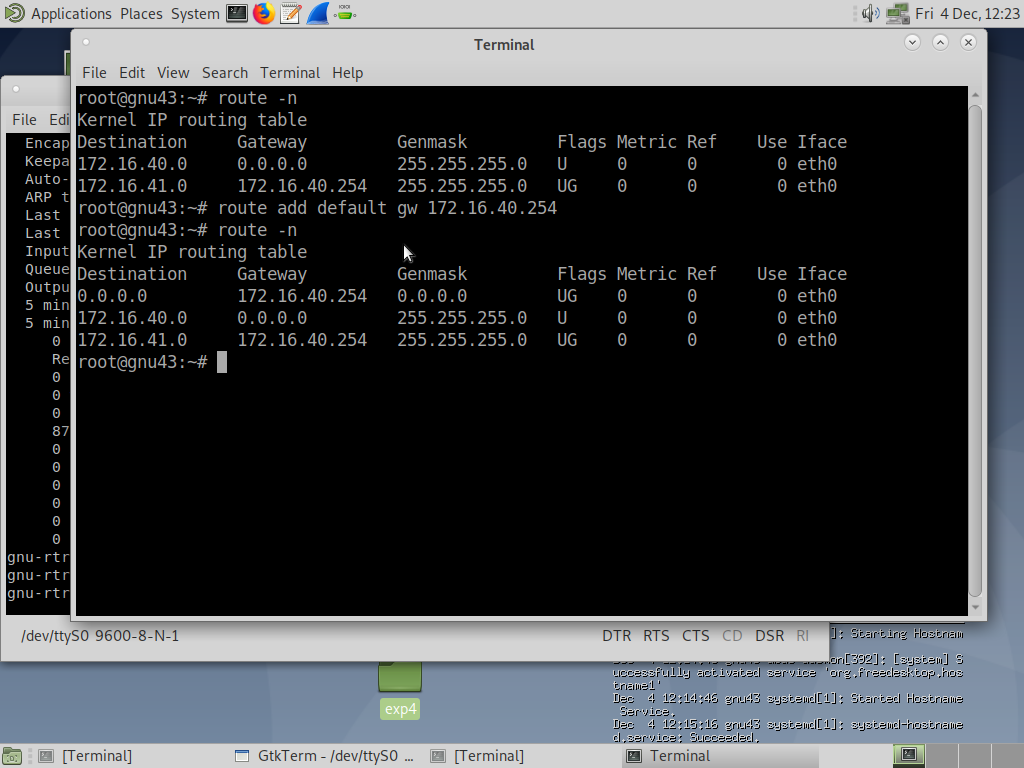 Applications Places System Fri 4 Dec, 12:23
Terminal
File Edit View Search Terminal Help
root@gnu43:~# route -n
Kernel IP routing table
Destination Gateway Genmask Flags Metric Ref Use Iface
172.16.40.0 0.0.0.0 255.255.255.0 U 0 0 0 eth0
172.16.41.0 172.16.40.254 255.255.255.0 UG 0 0 0 eth0
root@gnu43:~# route add default gw 172.16.40.254
root@gnu43:~# route -n
Kernel IP routing table
Destination Gateway Genmask Flags Metric Ref Use Iface
0.0.0.0 172.16.40.254 0.0.0.0 UG 0 0 0 eth0
172.16.40.0 0.0.0.0 255.255.255.0 U 0 0 0 eth0
172.16.41.0 172.16.40.254 255.255.255.0 UG 0 0 0 eth0
root@gnu43:~#
File Edi
Encap
Keepa
Auto-
ARP t
Last
Last
Input
Queue
Outpu
5 min
5 min
0
Re
0
0
0
87
0
0
0
0
0
0
gnu-rtr
gnu-rtr
gnu-rtr
/dev/ttyS0 9600-8-N-1 DTR RTS CTS CD DSR RI
]: Starting Hostnam
[392]: [system] S
uccessfully activated service 'org.freedesktop.hos
tname1'
Dec 4 12:14:46 gnu43 systemd[1]: Started Hostname
Service.
Dec 4 12:15:16 gnu43 systemd[1]: systemd-hostname
d.service: Succeeded.
exp4
[Terminal] GtkTerm - /dev/ttyS0 ... [Terminal] Terminal